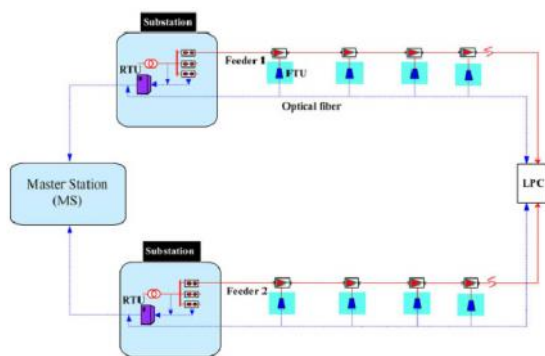 Substation
RTU
Feeder 1
FTU
Optical fiber
Master Station
(MS)
LPC
Substation
RTU
Feeder 2